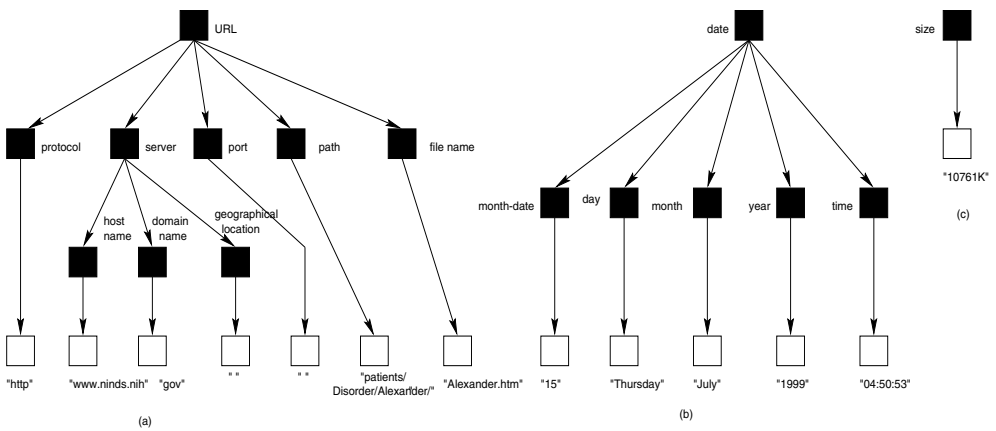 URL
date
size
protocol
server
port
path
file name
"10761K"
month-date
day
month
year
time
(c)
host
name
domain
name
geographical
location
"http"
"www.ninds.nih"
"gov"
" "
" "
"patients/
Disorder/Alexander/"
"Alexander.htm"
"15"
"Thursday"
"July"
"1999"
"04:50:53"
(a)
(b)